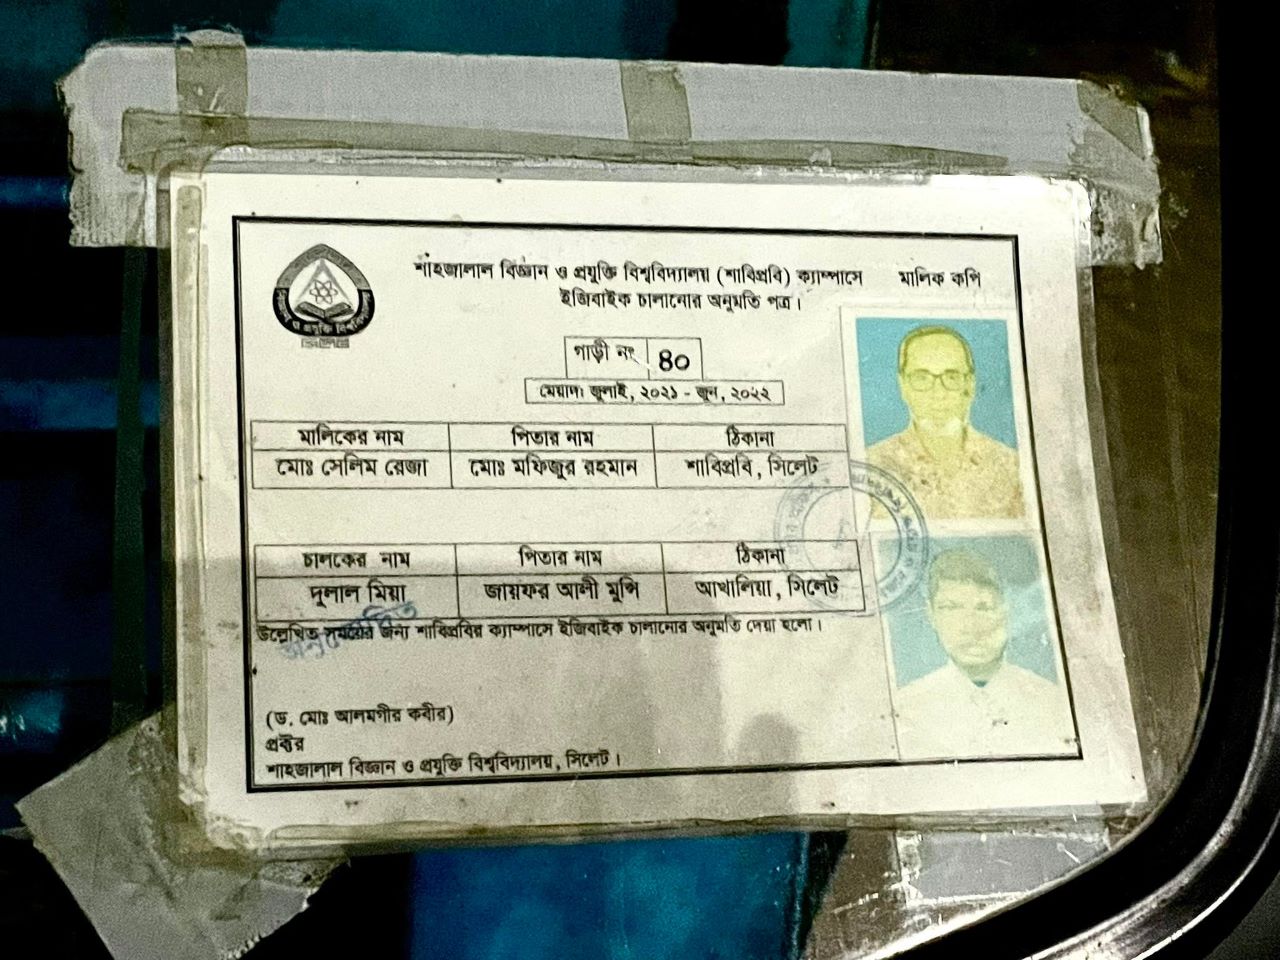 শাহজালাল বিজ্ঞান ও প্রযুক্তি বিশ্ববিদ্যালয় (শাবিপ্রবি) ক্যাম্পাসে মালিক কপি
ইজিবাইক চালানোর অনুমতি পত্র।
গাড়ী নং ৪০
মেয়াদঃ জুলাই, ২০২১ - জুন, ২০২২
মালিকের নাম পিতার নাম ঠিকানা
মোঃ সেলিম রেজা মোঃ মফিজুর রহমান শাবিপ্রবি, সিলেট
চালকের নাম পিতার নাম ঠিকানা
দুলাল মিয়া জায়ফর আলী মুন্সি আখালিয়া, সিলেট
উল্লেখিত সময়ের জন্য শাবিপ্রবির ক্যাম্পাসে ইজিবাইক চালানোর অনুমতি দেয়া হলো।
(ড. মোঃ আলমগীর কবীর)
প্রক্টর
শাহজালাল বিজ্ঞান ও প্রযুক্তি বিশ্ববিদ্যালয়, সিলেট।